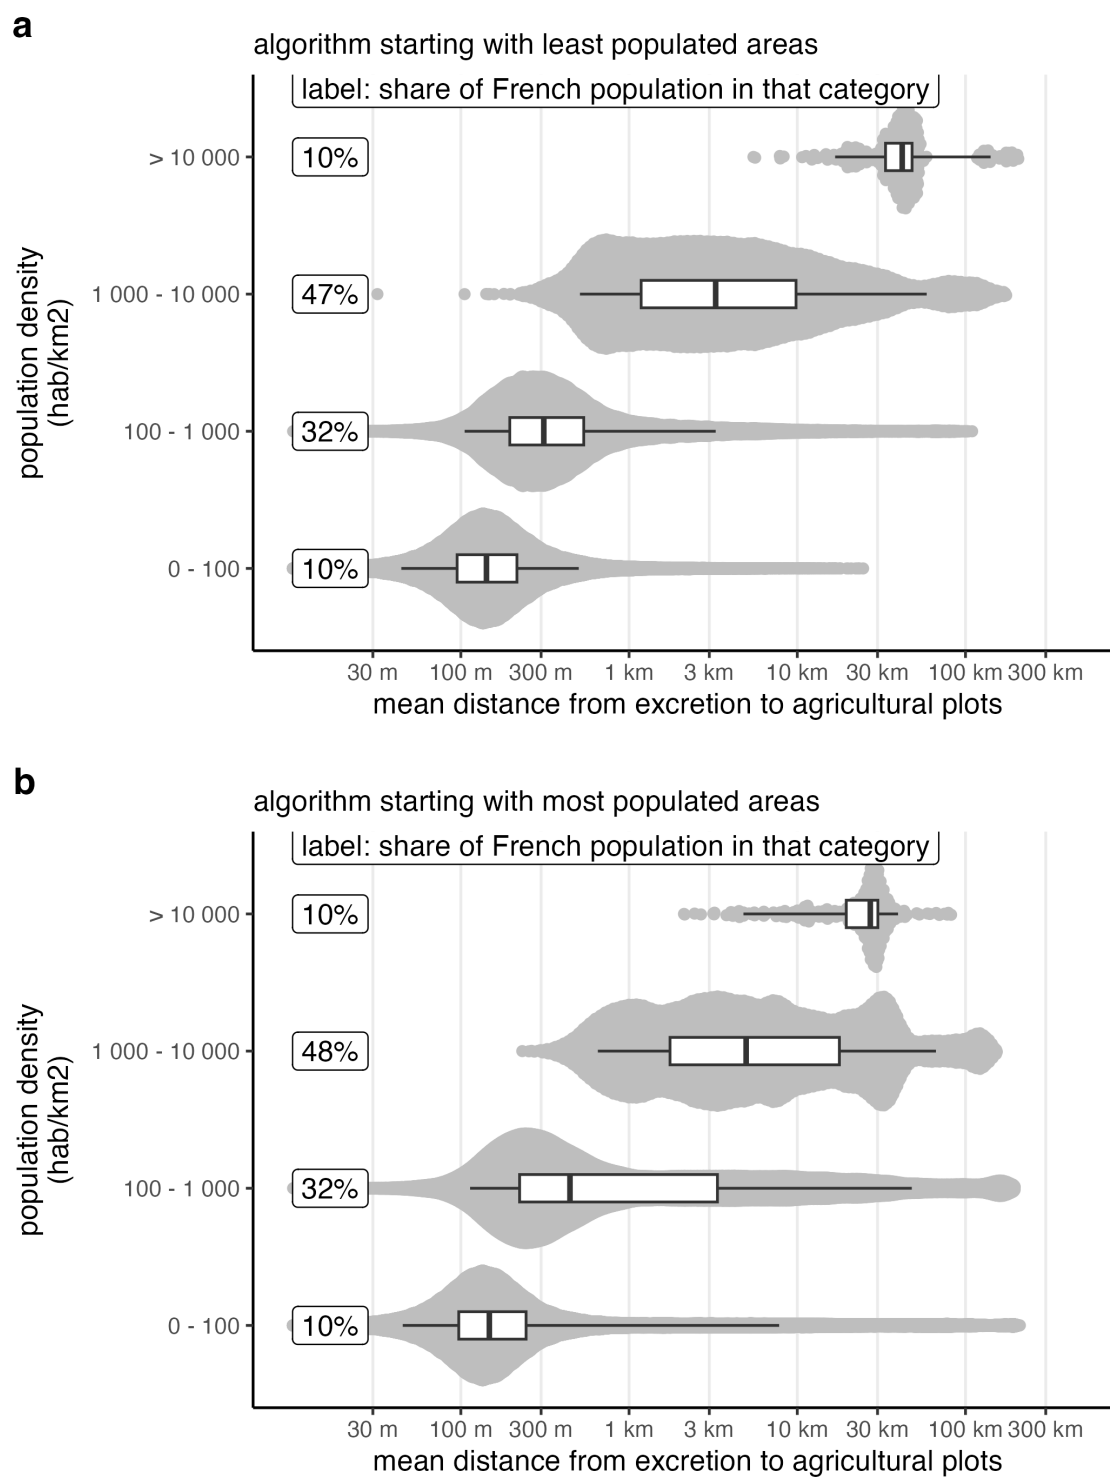 a
algorithm starting with least populated areas
label: share of French population in that category
> 10 000
10%
1 000 - 10 000
47%
100 - 1 000
32%
0 - 100
10%
population density
(hab/km2)
30 m 100 m 300 m 1 km 3 km 10 km 30 km 100 km 300 km
mean distance from excretion to agricultural plots
b
algorithm starting with most populated areas
label: share of French population in that category
> 10 000
10%
1 000 - 10 000
48%
100 - 1 000
32%
0 - 100
10%
population density
(hab/km2)
30 m 100 m 300 m 1 km 3 km 10 km 30 km 100 km 300 km
mean distance from excretion to agricultural plots